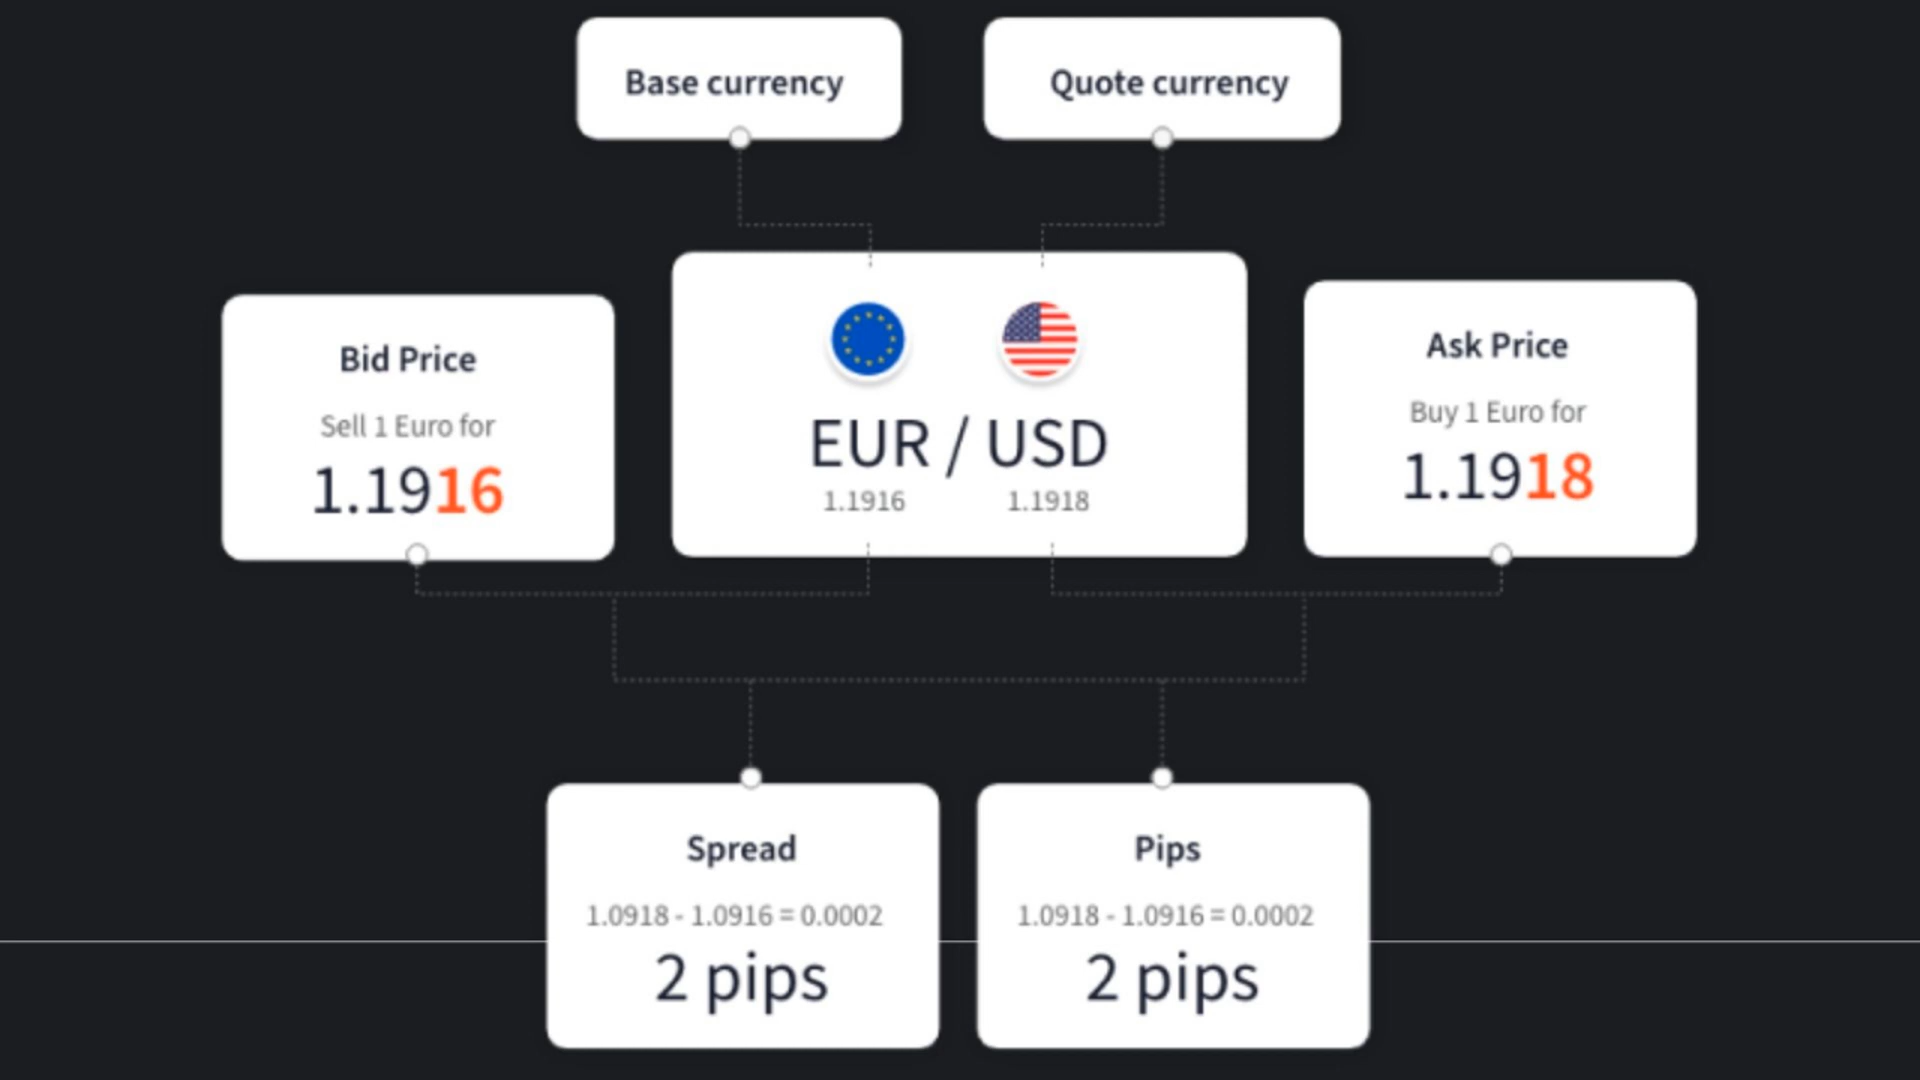 Base currency
Quote currency
Bid Price
Sell 1 Euro for
1.1916
EUR / USD
1.1916 1.1918
Ask Price
Buy 1 Euro for
1.1918
Spread
1.0918 - 1.0916 = 0.0002
2 pips
Pips
1.0918 - 1.0916 = 0.0002
2 pips